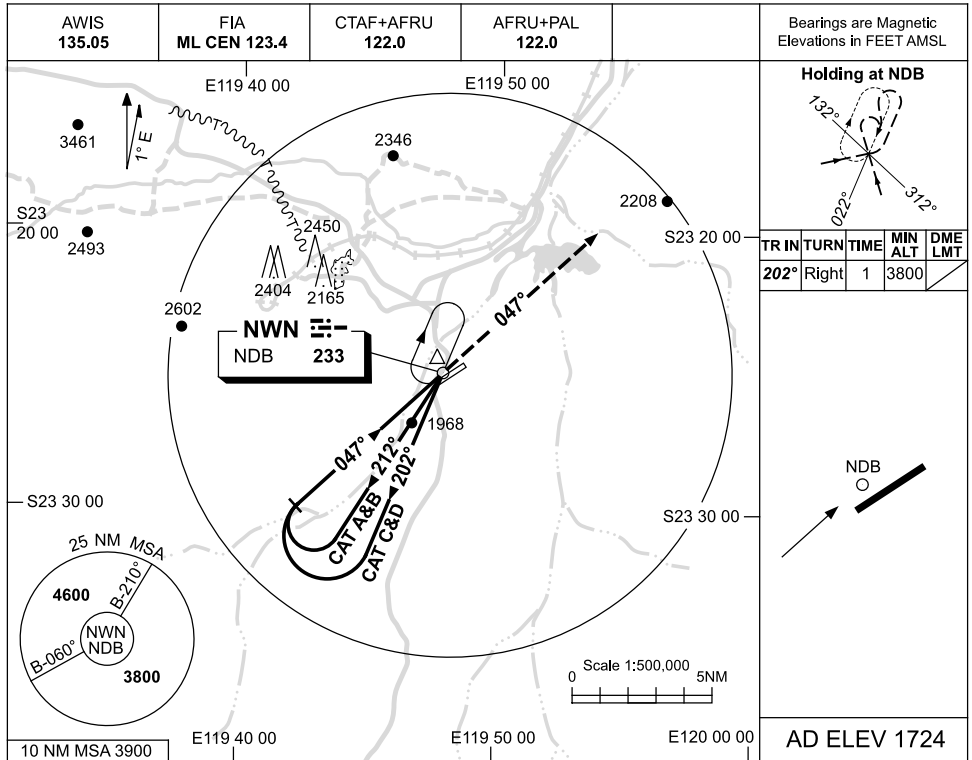 AWIS
135.05
FIA
ML CEN 123.4
CTAF+AFRU
122.0
AFRU+PAL
122.0
Bearings are Magnetic
Elevations in FEET AMSL
E119 40 00
E119 50 00
3461
1° E
2346
2208
S23
20 00
2493
2450
S23 20 00
2404
2165
2602
047°
NWN
NDB 233
1968
047°
212°
202°
CAT A&B
CAT C&D
S23 30 00
S23 30 00
25 NM MSA
4600
B-210°
NWN
NDB
B-060°
3800
Scale 1:500,000
0
5NM
10 NM MSA 3900
E119 40 00
E119 50 00
E120 00 00
Holding at NDB
132°
022°
312°
TR IN
TURN
TIME
MIN
ALT
DME
LMT
202°
Right
1
3800
NDB
AD ELEV 1724